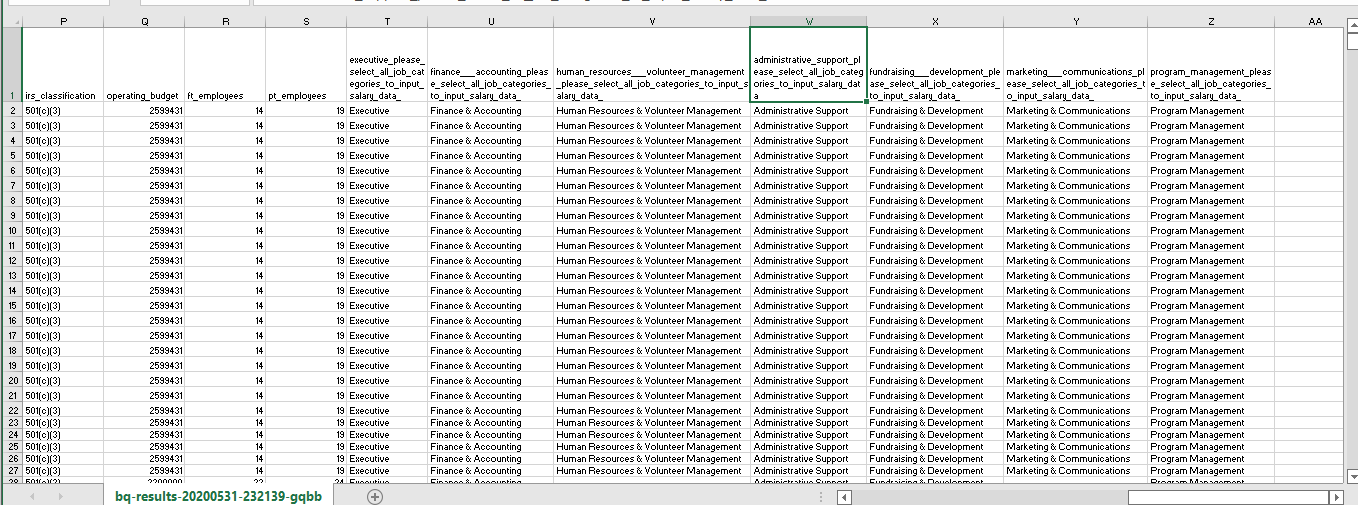 P Q R S T U V W X Y Z AA
1 irs_classification operating_budget ft_employees pt_employees executive_please_select_all_job_categories_to_input_salary_data_ finance___accounting_please_select_all_job_categories_to_input_salary_data_ human_resources___volunteer_management_please_select_all_job_categories_to_input_salary_data_ administrative_support_please_select_all_job_categories_to_input_salary_data fundraising___development_please_select_all_job_categories_to_input_salary_data_ marketing___communications_please_select_all_job_categories_to_input_salary_data_ program_management_please_select_all_job_categories_to_input_salary_data_
2 501(c)(3) 2599431 14 19 Executive Finance & Accounting Human Resources & Volunteer Management Administrative Support Fundraising & Development Marketing & Communications Program Management
3 501(c)(3) 2599431 14 19 Executive Finance & Accounting Human Resources & Volunteer Management Administrative Support Fundraising & Development Marketing & Communications Program Management
4 501(c)(3) 2599431 14 19 Executive Finance & Accounting Human Resources & Volunteer Management Administrative Support Fundraising & Development Marketing & Communications Program Management
5 501(c)(3) 2599431 14 19 Executive Finance & Accounting Human Resources & Volunteer Management Administrative Support Fundraising & Development Marketing & Communications Program Management
6 501(c)(3) 2599431 14 19 Executive Finance & Accounting Human Resources & Volunteer Management Administrative Support Fundraising & Development Marketing & Communications Program Management
7 501(c)(3) 2599431 14 19 Executive Finance & Accounting Human Resources & Volunteer Management Administrative Support Fundraising & Development Marketing & Communications Program Management
8 501(c)(3) 2599431 14 19 Executive Finance & Accounting Human Resources & Volunteer Management Administrative Support Fundraising & Development Marketing & Communications Program Management
9 501(c)(3) 2599431 14 19 Executive Finance & Accounting Human Resources & Volunteer Management Administrative Support Fundraising & Development Marketing & Communications Program Management
10 501(c)(3) 2599431 14 19 Executive Finance & Accounting Human Resources & Volunteer Management Administrative Support Fundraising & Development Marketing & Communications Program Management
11 501(c)(3) 2599431 14 19 Executive Finance & Accounting Human Resources & Volunteer Management Administrative Support Fundraising & Development Marketing & Communications Program Management
12 501(c)(3) 2599431 14 19 Executive Finance & Accounting Human Resources & Volunteer Management Administrative Support Fundraising & Development Marketing & Communications Program Management
13 501(c)(3) 2599431 14 19 Executive Finance & Accounting Human Resources & Volunteer Management Administrative Support Fundraising & Development Marketing & Communications Program Management
14 501(c)(3) 2599431 14 19 Executive Finance & Accounting Human Resources & Volunteer Management Administrative Support Fundraising & Development Marketing & Communications Program Management
15 501(c)(3) 2599431 14 19 Executive Finance & Accounting Human Resources & Volunteer Management Administrative Support Fundraising & Development Marketing & Communications Program Management
16 501(c)(3) 2599431 14 19 Executive Finance & Accounting Human Resources & Volunteer Management Administrative Support Fundraising & Development Marketing & Communications Program Management
17 501(c)(3) 2599431 14 19 Executive Finance & Accounting Human Resources & Volunteer Management Administrative Support Fundraising & Development Marketing & Communications Program Management
18 501(c)(3) 2599431 14 19 Executive Finance & Accounting Human Resources & Volunteer Management Administrative Support Fundraising & Development Marketing & Communications Program Management
19 501(c)(3) 2599431 14 19 Executive Finance & Accounting Human Resources & Volunteer Management Administrative Support Fundraising & Development Marketing & Communications Program Management
20 501(c)(3) 2599431 14 19 Executive Finance & Accounting Human Resources & Volunteer Management Administrative Support Fundraising & Development Marketing & Communications Program Management
21 501(c)(3) 2599431 14 19 Executive Finance & Accounting Human Resources & Volunteer Management Administrative Support Fundraising & Development Marketing & Communications Program Management
22 501(c)(3) 2599431 14 19 Executive Finance & Accounting Human Resources & Volunteer Management Administrative Support Fundraising & Development Marketing & Communications Program Management
23 501(c)(3) 2599431 14 19 Executive Finance & Accounting Human Resources & Volunteer Management Administrative Support Fundraising & Development Marketing & Communications Program Management
24 501(c)(3) 2599431 14 19 Executive Finance & Accounting Human Resources & Volunteer Management Administrative Support Fundraising & Development Marketing & Communications Program Management
25 501(c)(3) 2599431 14 19 Executive Finance & Accounting Human Resources & Volunteer Management Administrative Support Fundraising & Development Marketing & Communications Program Management
26 501(c)(3) 2599431 14 19 Executive Finance & Accounting Human Resources & Volunteer Management Administrative Support Fundraising & Development Marketing & Communications Program Management
27 501(c)(3) 2599431 14 19 Executive Finance & Accounting Human Resources & Volunteer Management Administrative Support Fundraising & Development Marketing & Communications Program Management
bq-results-20200531-232139-gqbb